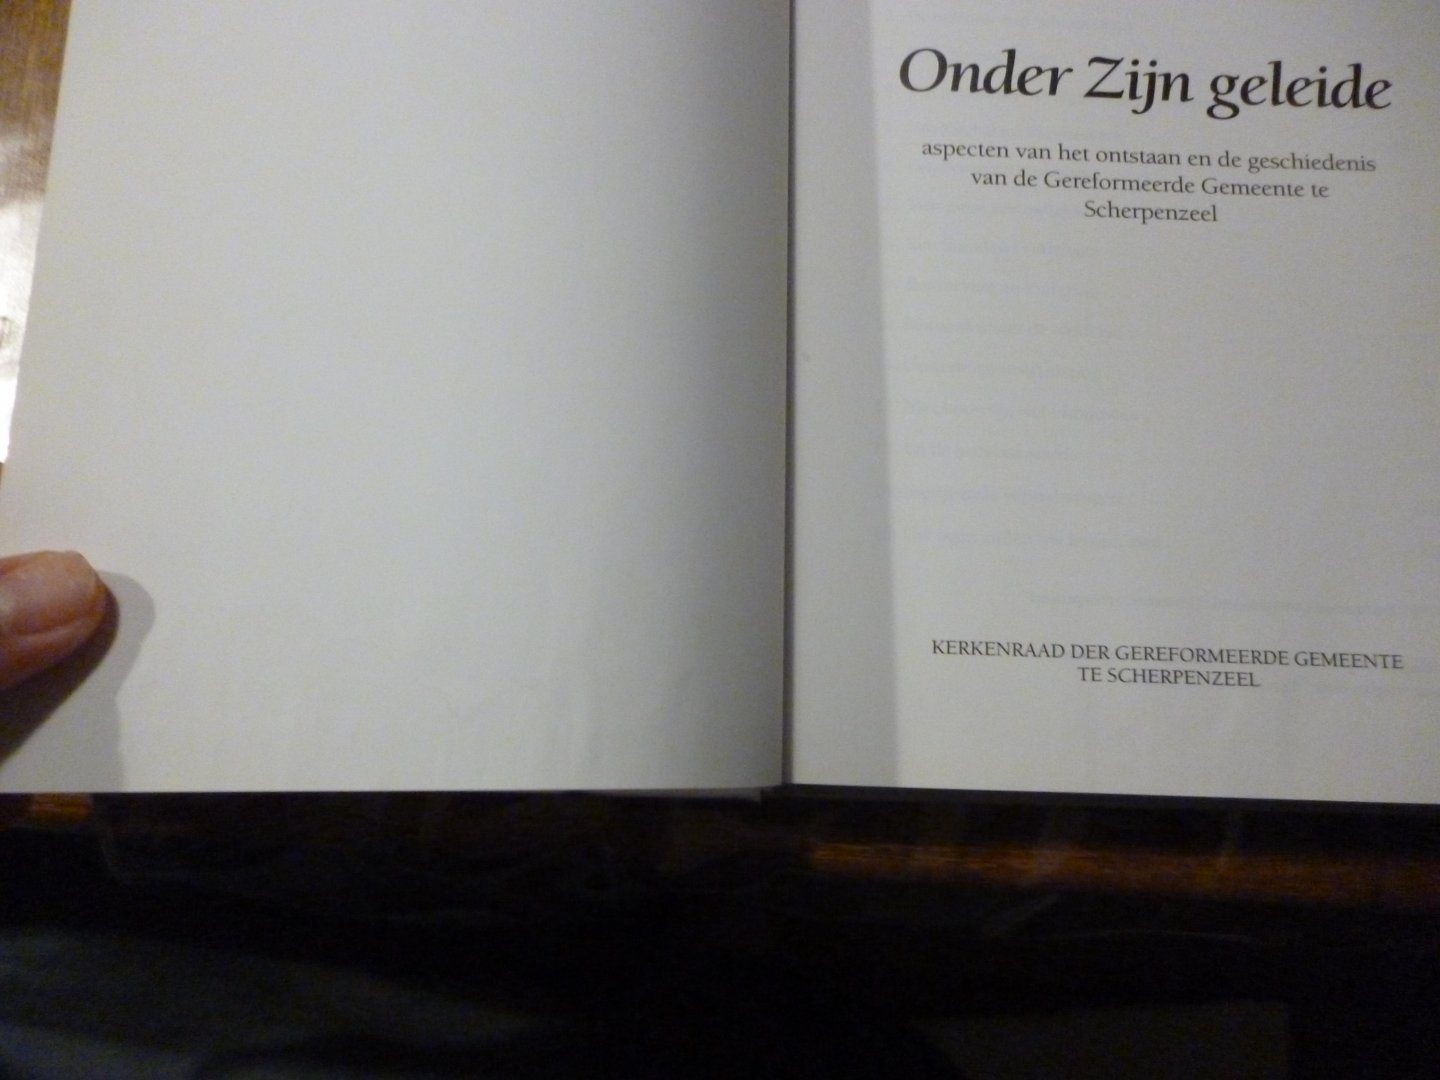 Onder Zijn geleide
aspecten van het ontstaan en de geschiedenis
van de Gereformeerde Gemeente te
Scherpenzeel
KERKENRAAD DER GEREFORMEERDE GEMEENTE
TE SCHERPENZEEL